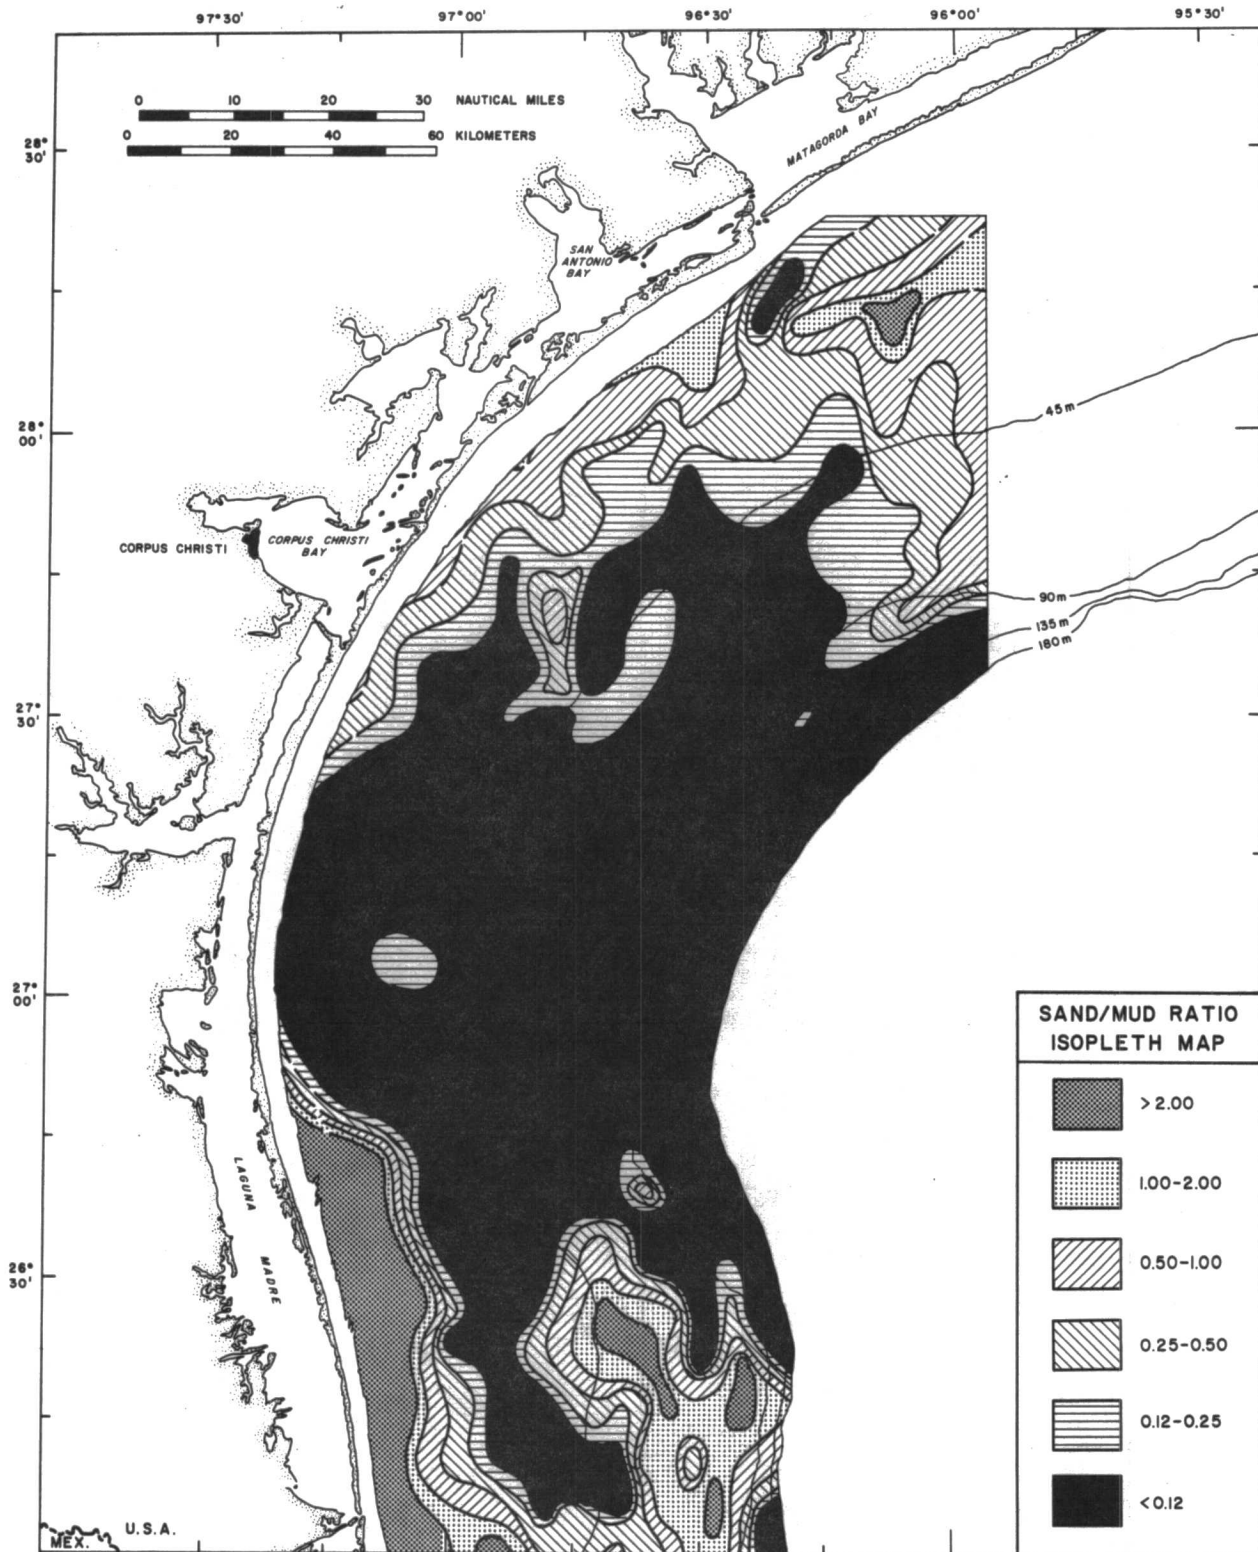 97°30'
97°00'
96°30'
96°00'
95°30'
0 10 20 30 NAUTICAL MILES
0 20 40 60 KILOMETERS
28°
30'
MATAGORDA BAY
SAN
ANTONIO
BAY
28°
00'
45m
CORPUS CHRISTI
CORPUS CHRISTI
BAY
90m
135m
180m
27°
30'
27°
00'
SAND/MUD RATIO
ISOPLETH MAP
>2.00
1.00-2.00
0.50-1.00
0.25-0.50
0.12-0.25
<0.12
LAGUNA
MADRE
26°
30'
U.S.A.
MEX.